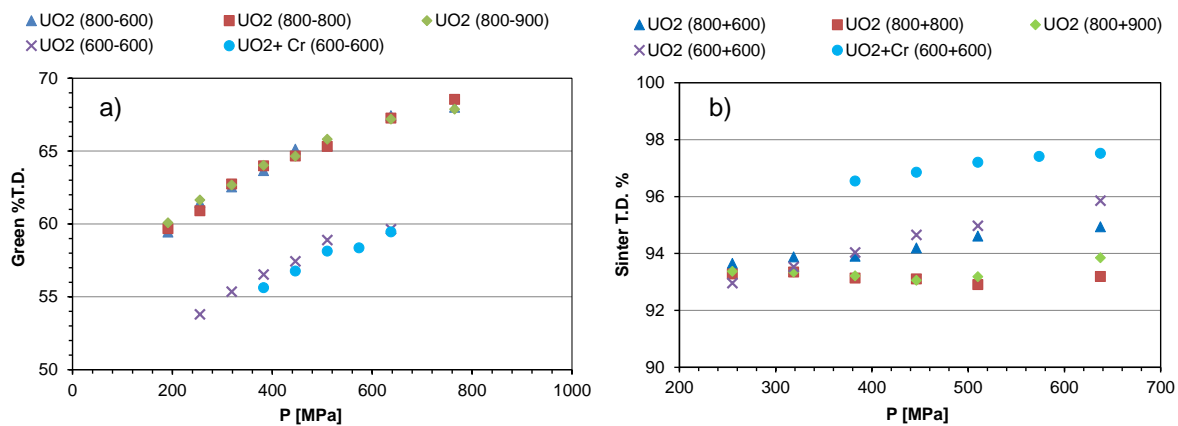 UO2 (800-600) UO2 (800-800) UO2 (800-900)
UO2 (600-600) UO2+ Cr (600-600)
a)
70
65
60
55
50
Green %T.D.
0 200 400 600 800 1000
P [MPa]
UO2 (800+600) UO2 (800+800) UO2 (800+900)
UO2 (600+600) UO2+Cr (600+600)
b)
100
98
96
94
92
90
Sinter T.D. %
200 300 400 500 600 700
P [MPa]